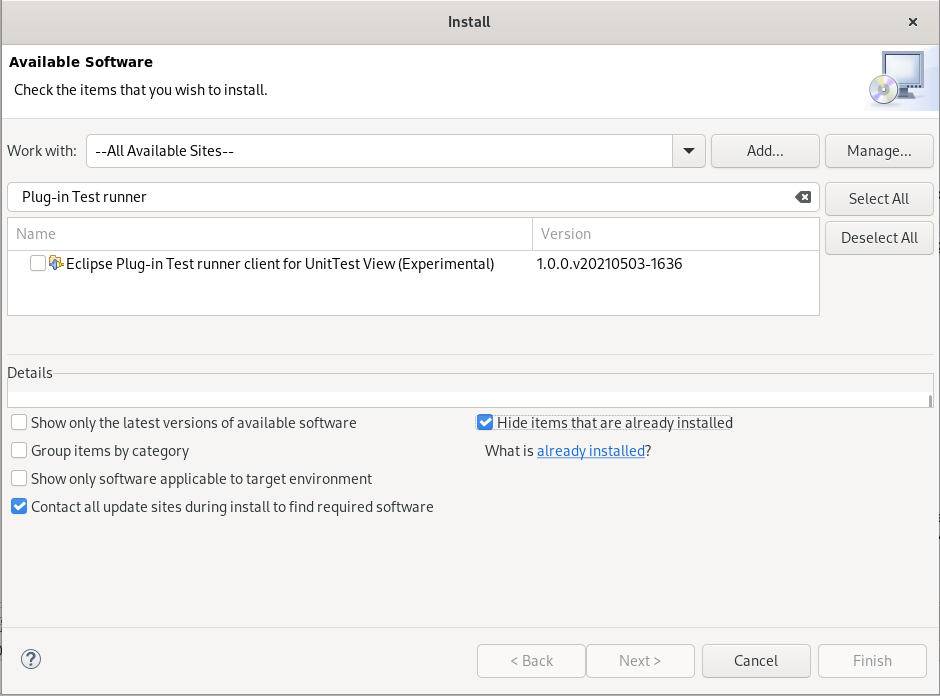 Install
Available Software
Check the items that you wish to install.
Work with: --All Available Sites-- Add... Manage...
Plug-in Test runner Select All
Name Version Deselect All
Eclipse Plug-in Test runner client for UnitTest View (Experimental) 1.0.0.v20210503-1636
Details
Show only the latest versions of available software Hide items that are already installed
Group items by category What is already installed?
Show only software applicable to target environment
Contact all update sites during install to find required software
? < Back Next > Cancel Finish